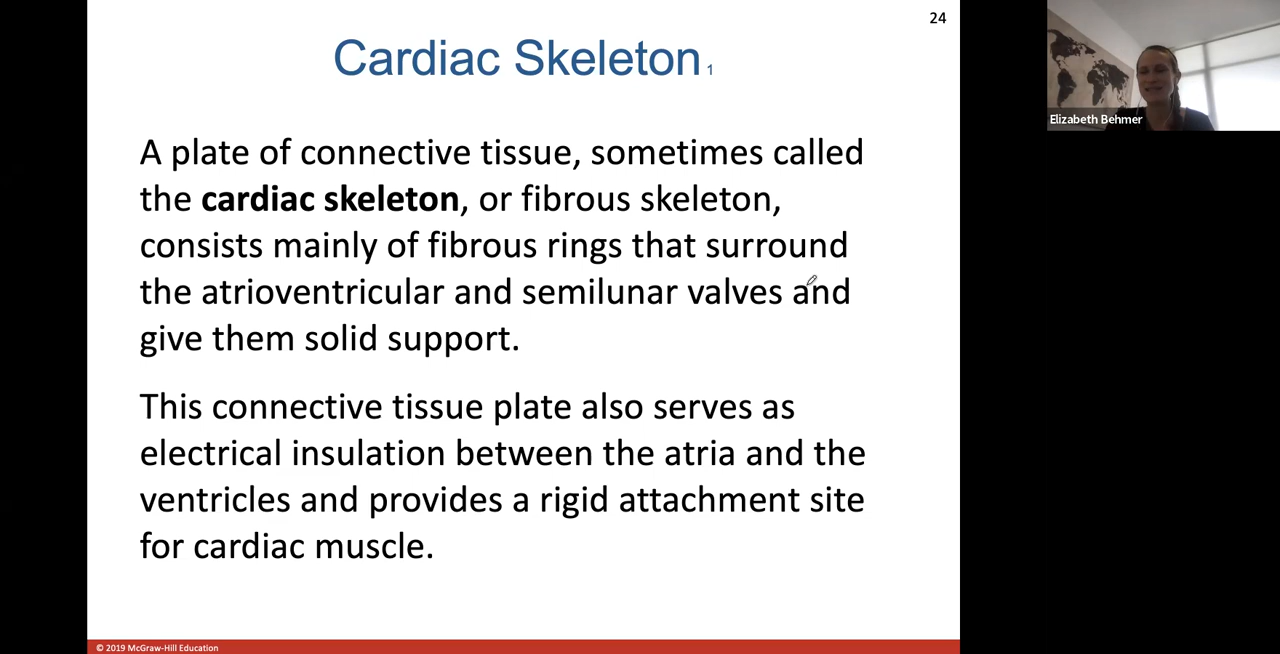 24
Cardiac Skeleton 1
A plate of connective tissue, sometimes called
the cardiac skeleton, or fibrous skeleton,
consists mainly of fibrous rings that surround
the atrioventricular and semilunar valves and
give them solid support.
This connective tissue plate also serves as
electrical insulation between the atria and the
ventricles and provides a rigid attachment site
for cardiac muscle.
© 2019 McGraw-Hill Education
Elizabeth Behmer